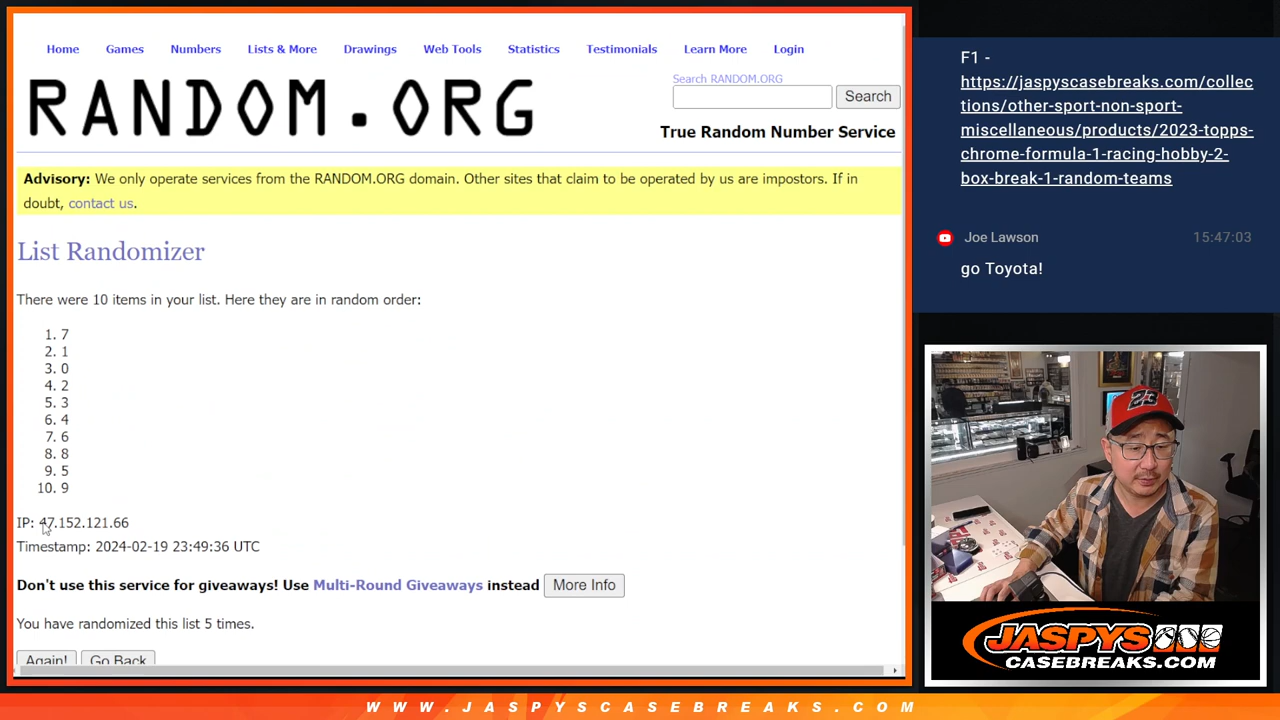 Home Games Numbers Lists & More Drawings Web Tools Statistics Testimonials Learn More Login
RANDOM.ORG
Search RANDOM.ORG
Search
True Random Number Service
Advisory: We only operate services from the RANDOM.ORG domain. Other sites that claim to be operated by us are impostors. If in
doubt, contact us.
List Randomizer
There were 10 items in your list. Here they are in random order:
1. 7
2. 1
3. 0
4. 2
5. 3
6. 4
7. 6
8. 8
9. 5
10. 9
IP: 47.152.121.66
Timestamp: 2024-02-19 23:49:36 UTC
Don't use this service for giveaways! Use Multi-Round Giveaways instead More Info
You have randomized this list 5 times.
Again! Go Back
F1 -
https://jaspyscasebreaks.com/collec
tions/other-sport-non-sport-
miscellaneous/products/2023-topps-
chrome-formula-1-racing-hobby-2-
box-break-1-random-teams
Joe Lawson 15:47:03
go Toyota!
23
JASPYS
CASEBREAKS.COM
WWW.JASPYSCASEBREAKS.COM